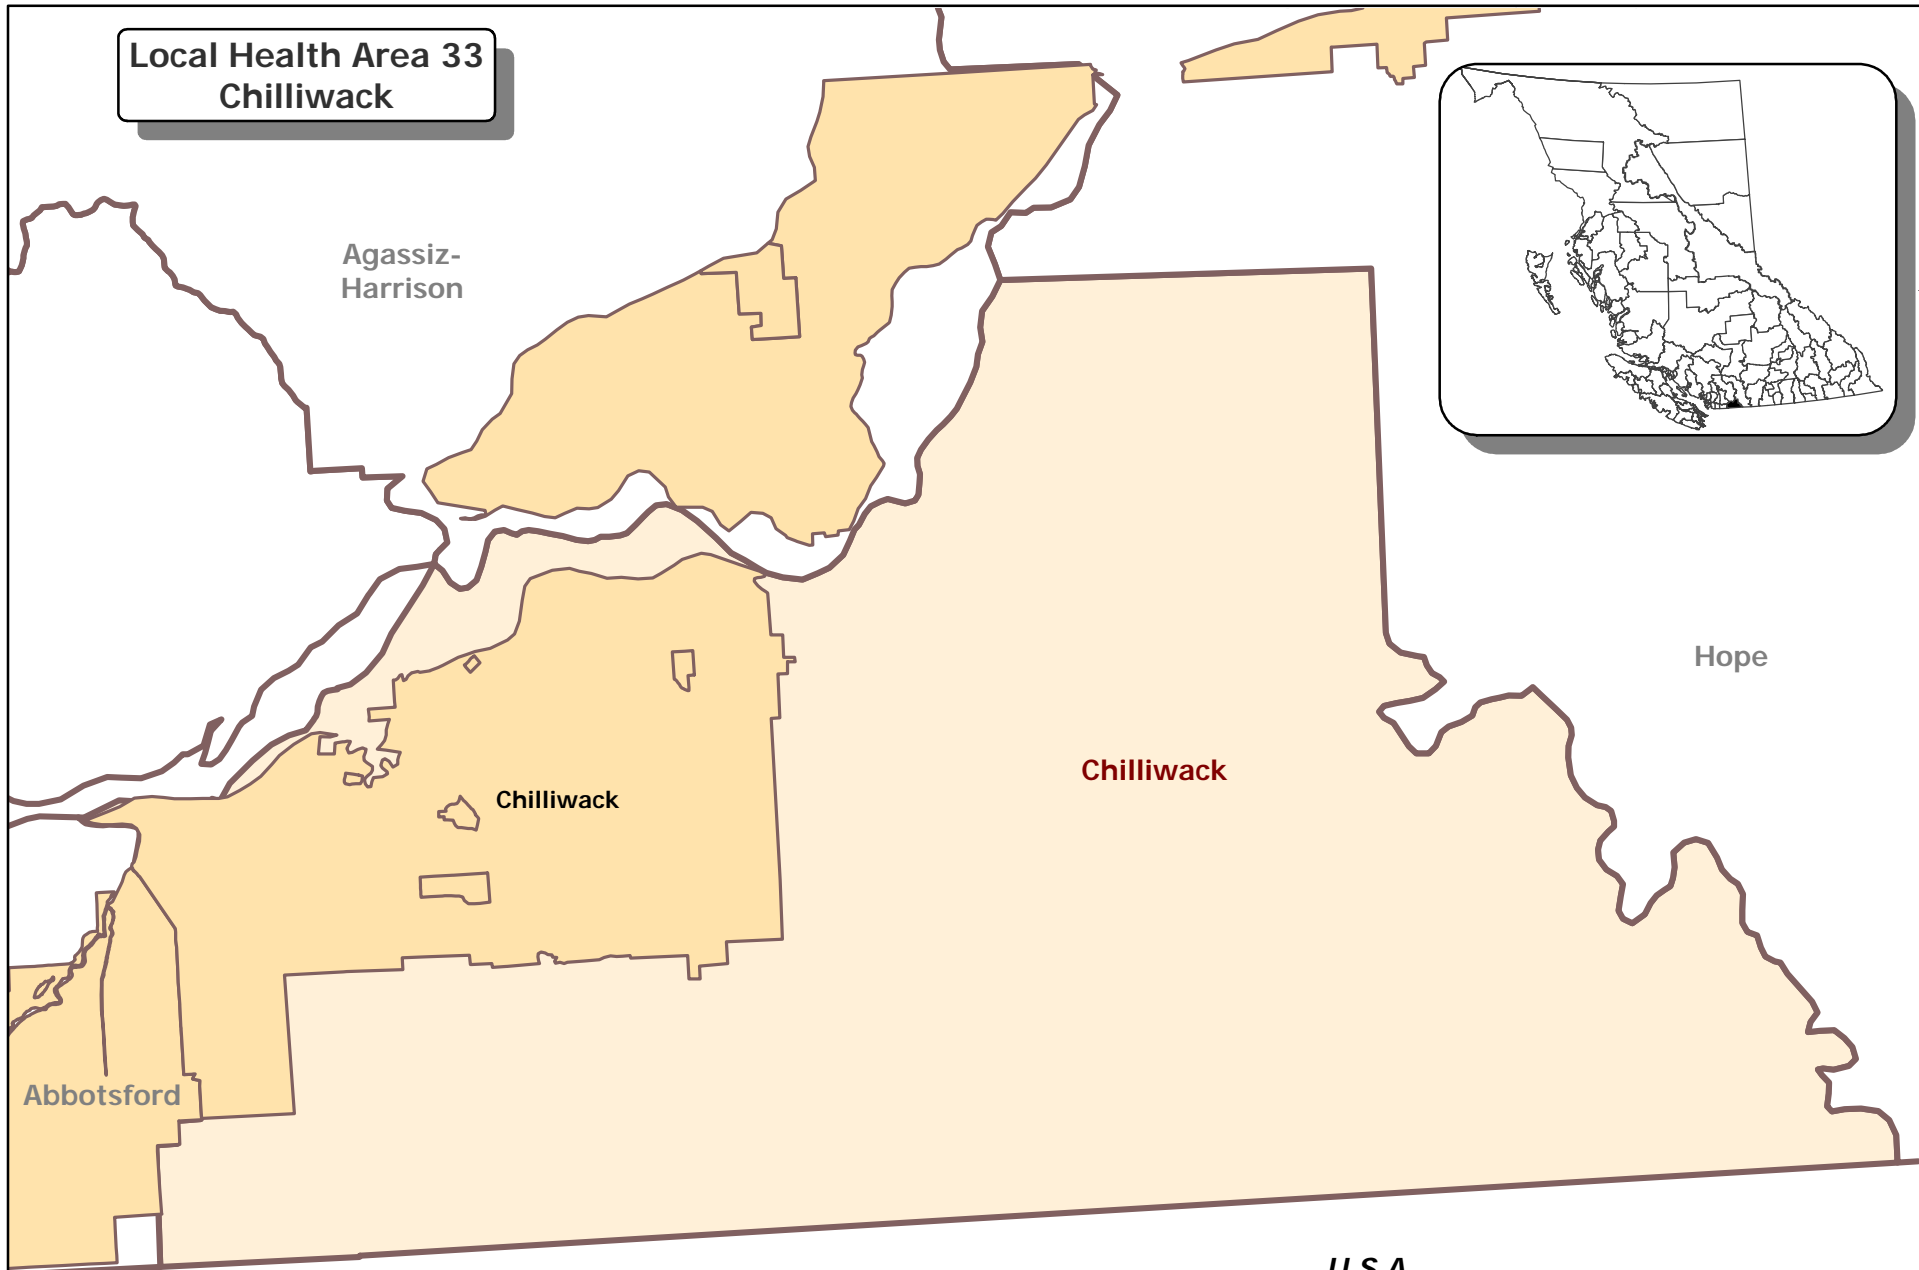 Local Health Area 33
Chilliwack
Agassiz-
Harrison
Hope
Chilliwack
Chilliwack
Abbotsford
U.S.A.